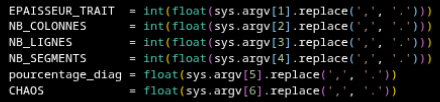 EPAISSEUR_TRAIT  = int(float(sys.argv[1].replace(',', '.')))
NB_COLONNES      = int(float(sys.argv[2].replace(',', '.')))
NB_LIGNES        = int(float(sys.argv[3].replace(',', '.')))
NB_SEGMENTS      = int(float(sys.argv[4].replace(',', '.')))
pourcentage_diag = float(sys.argv[5].replace(',', '.'))
CHAOS            = float(sys.argv[6].replace(',', '.'))